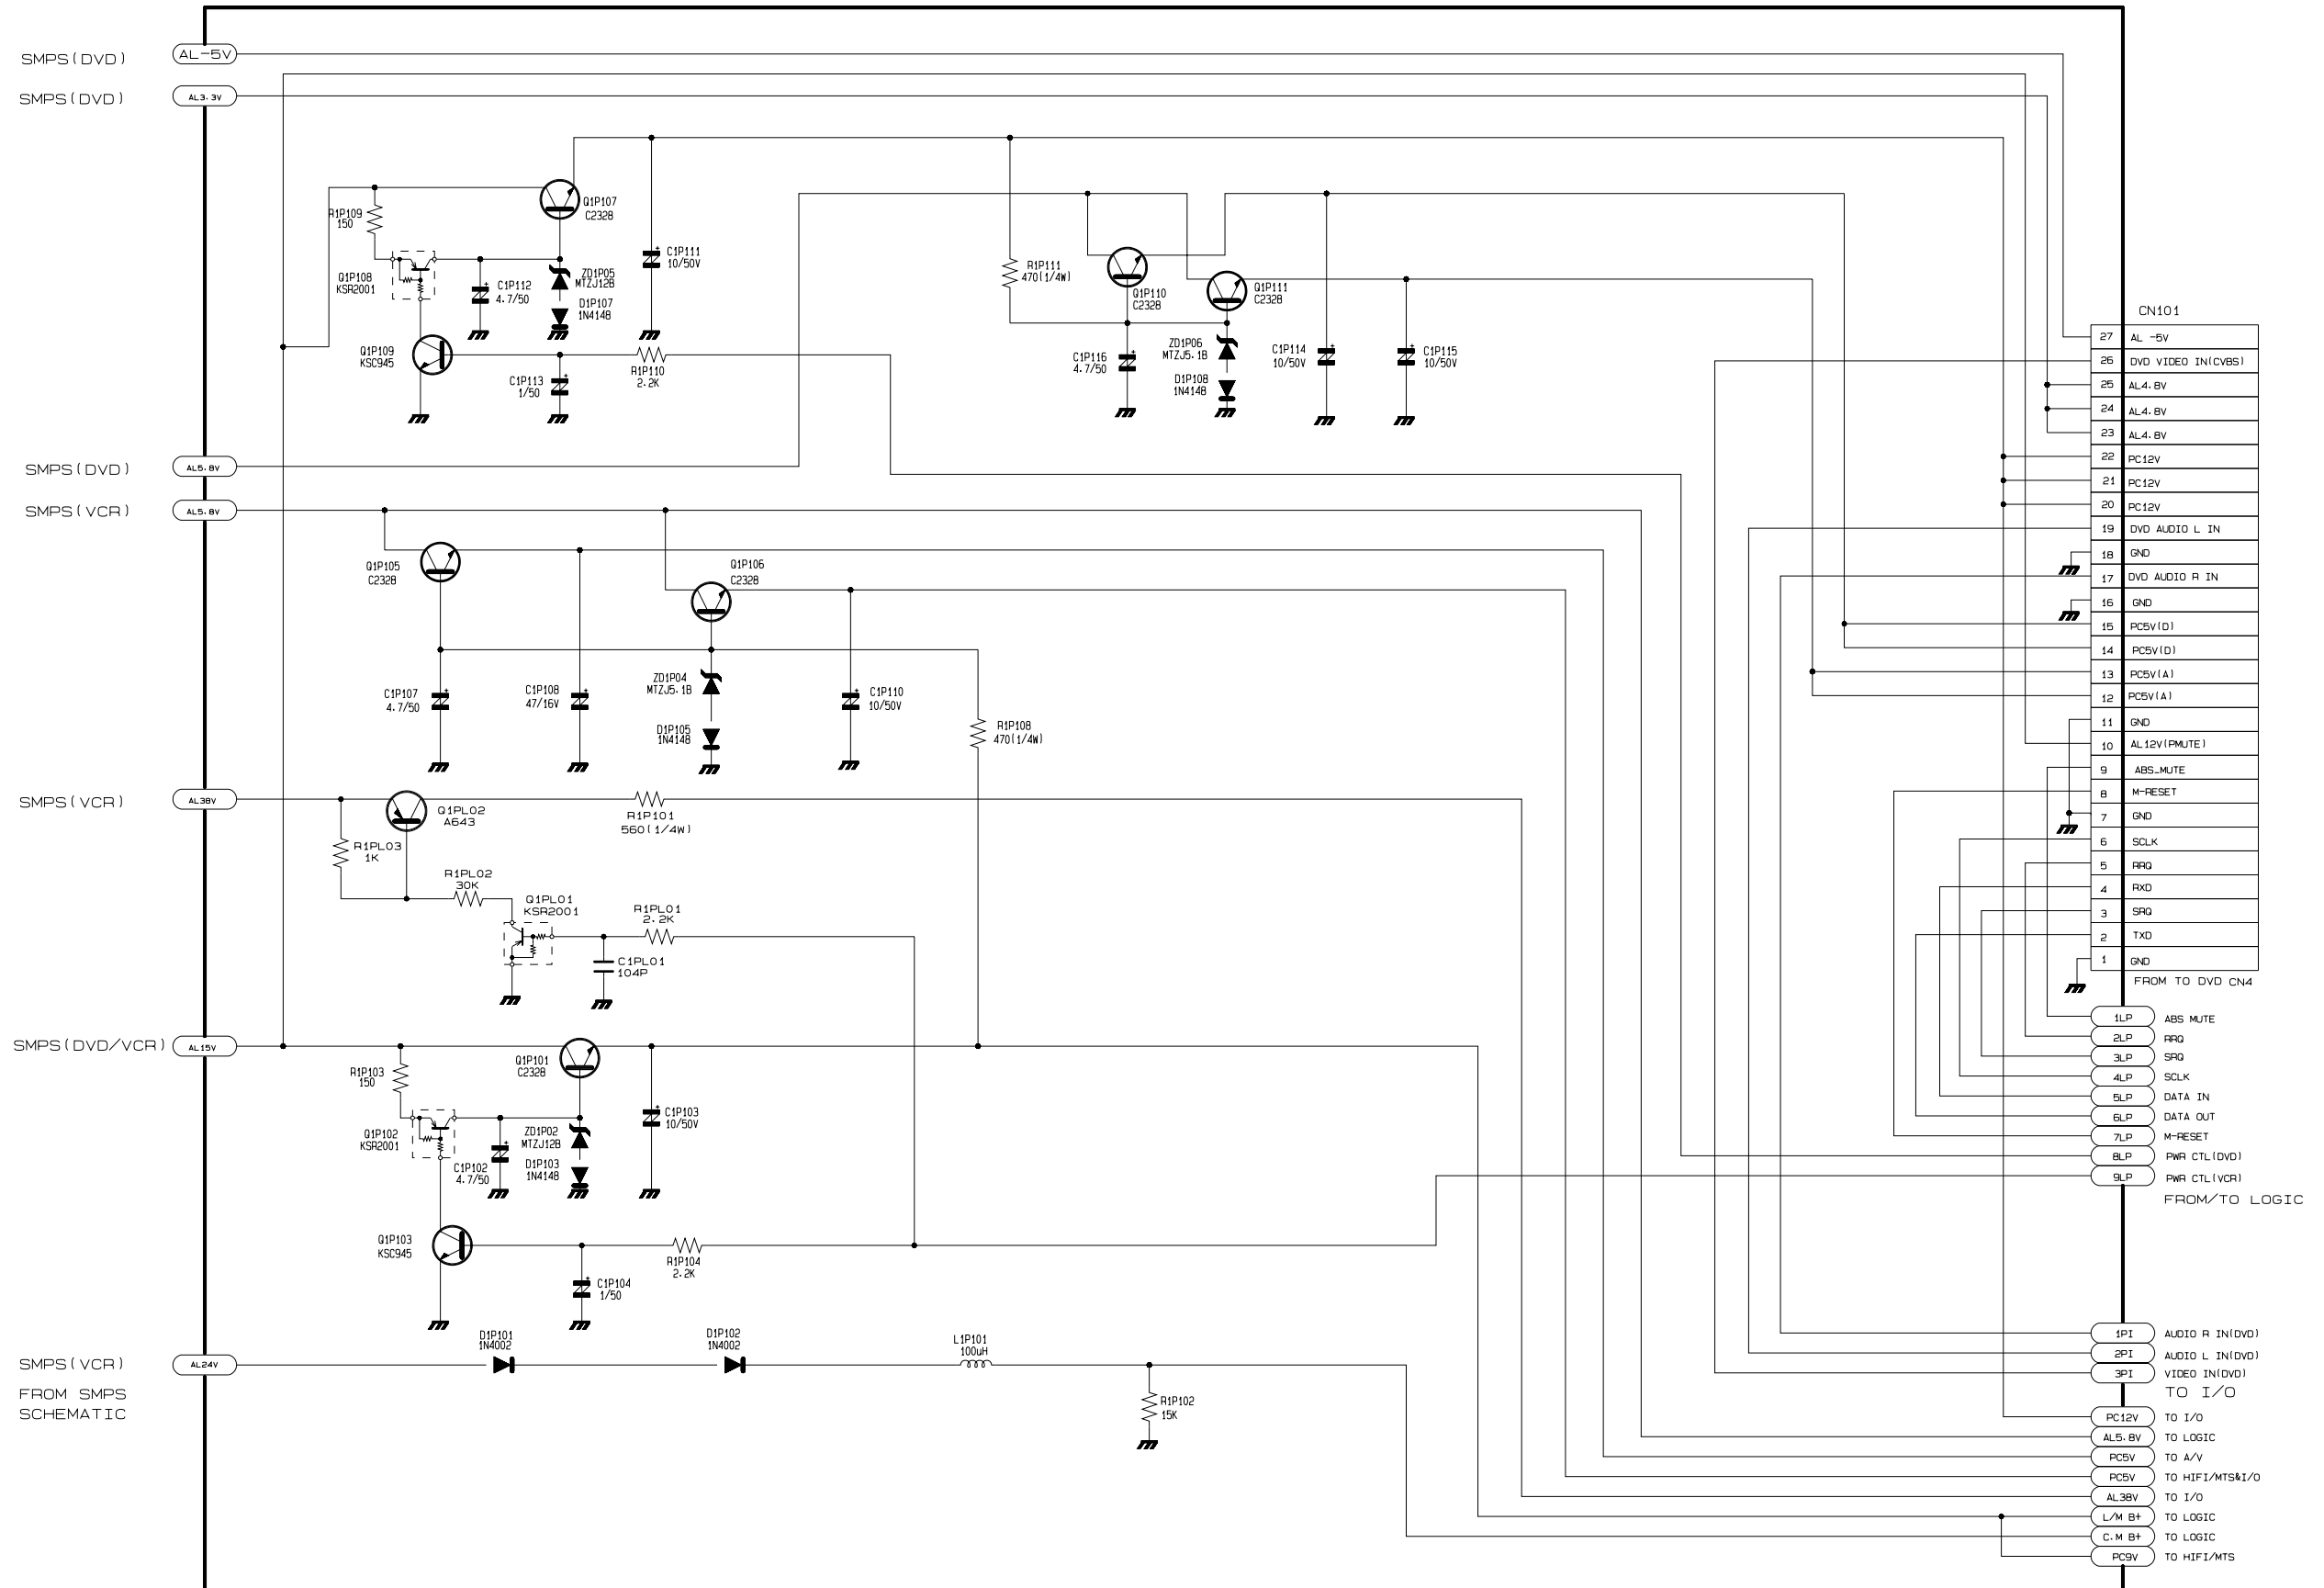 SMPS(DVD)
AL-5V
SMPS(DVD)
AL3.3V
Q1P107
C2328
R1P109
150
Q1P108
KSR2001
C1P112
4.7/50
ZD1P05
MTZJ12B
D1P107
1N4148
C1P111
10/50V
Q1P109
KSC945
C1P113
1/50
R1P110
2.2K
R1P111
470(1/4W)
Q1P110
C2328
Q1P111
C2328
C1P116
4.7/50
ZD1P06
MTZJ5.1B
D1P108
1N4148
C1P114
10/50V
C1P115
10/50V
SMPS(DVD)
AL5.8V
SMPS(VCR)
AL5.8V
Q1P105
C2328
Q1P106
C2328
C1P107
4.7/50
C1P108
47/16V
ZD1P04
MTZJ5.1B
D1P105
1N4148
C1P110
10/50V
R1P108
470(1/4W)
SMPS(VCR)
AL38V
Q1PL02
A643
R1P101
560(1/4W)
R1PL03
1K
R1PL02
30K
Q1PL01
KSR2001
R1PL01
2.2K
C1PL01
104P
SMPS(DVD/VCR)
AL15V
Q1P101
C2328
R1P103
150
Q1P102
KSR2001
C1P102
4.7/50
ZD1P02
MTZJ12B
D1P103
1N4148
C1P103
10/50V
Q1P103
KSC945
R1P104
2.2K
C1P104
1/50
SMPS(VCR)
AL24V
FROM SMPS
SCHEMATIC
D1P101
1N4002
D1P102
1N4002
L1P101
100uH
R1P102
15K
CN101
27 AL -5V
26 DVD VIDEO IN(CVBS)
25 AL4.8V
24 AL4.8V
23 AL4.8V
22 PC12V
21 PC12V
20 PC12V
19 DVD AUDIO L IN
18 GND
17 DVD AUDIO R IN
16 GND
15 PC5V(D)
14 PC5V(D)
13 PC5V(A)
12 PC5V(A)
11 GND
10 AL12V(PMUTE)
9 ABS_MUTE
8 M-RESET
7 GND
6 SCLK
5 RRQ
4 RXD
3 SRQ
2 TXD
1 GND
FROM TO DVD CN4
1LP ABS MUTE
2LP RRQ
3LP SRQ
4LP SCLK
5LP DATA IN
6LP DATA OUT
7LP M-RESET
8LP PWR CTL(DVD)
9LP PWR CTL(VCR)
FROM/TO LOGIC
1PI AUDIO R IN(DVD)
2PI AUDIO L IN(DVD)
3PI VIDEO IN(DVD)
TO I/O
PC12V TO I/O
AL5.8V TO LOGIC
PC5V TO A/V
PC5V TO HIFI/MTS&I/O
AL38V TO I/O
L/M B+ TO LOGIC
C.M B+ TO LOGIC
PC9V TO HIFI/MTS